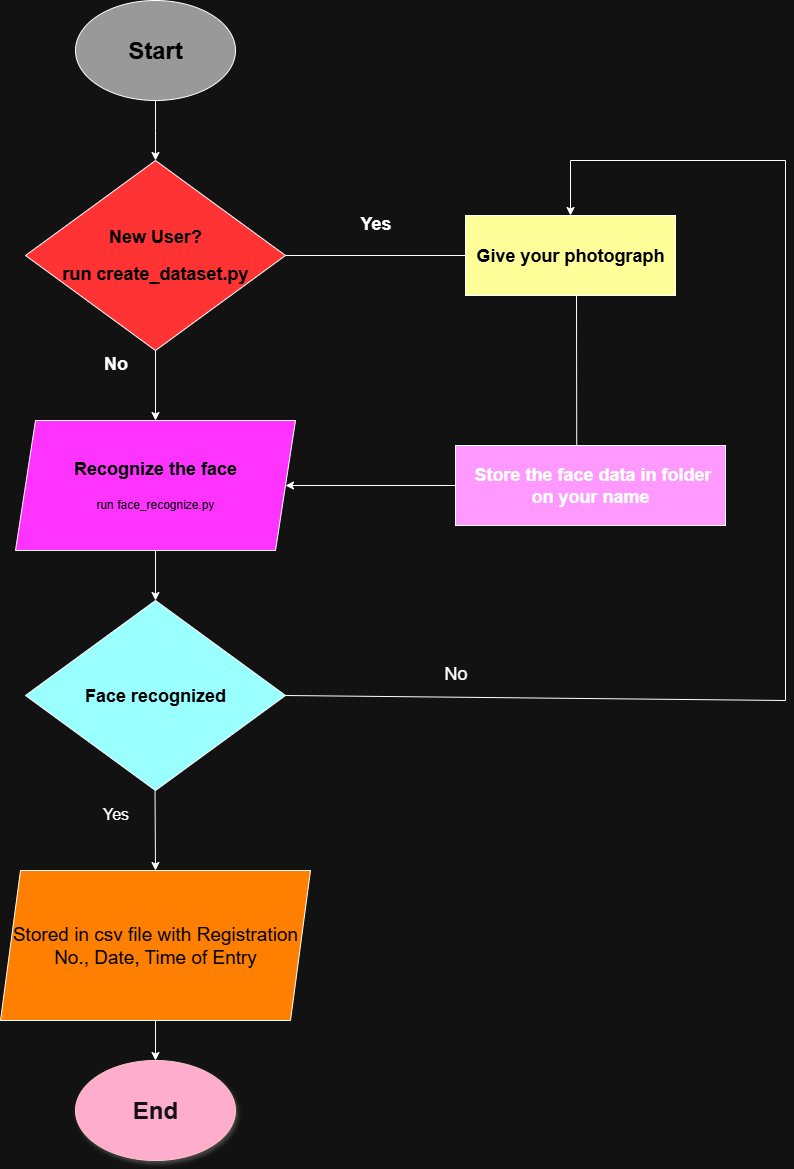 Start
New User?
run create_dataset.py
Yes
Give your photograph
No
Recognize the face
run face_recognize.py
Store the face data in folder
on your name
Face recognized
No
Yes
Stored in csv file with Registration
No., Date, Time of Entry
End